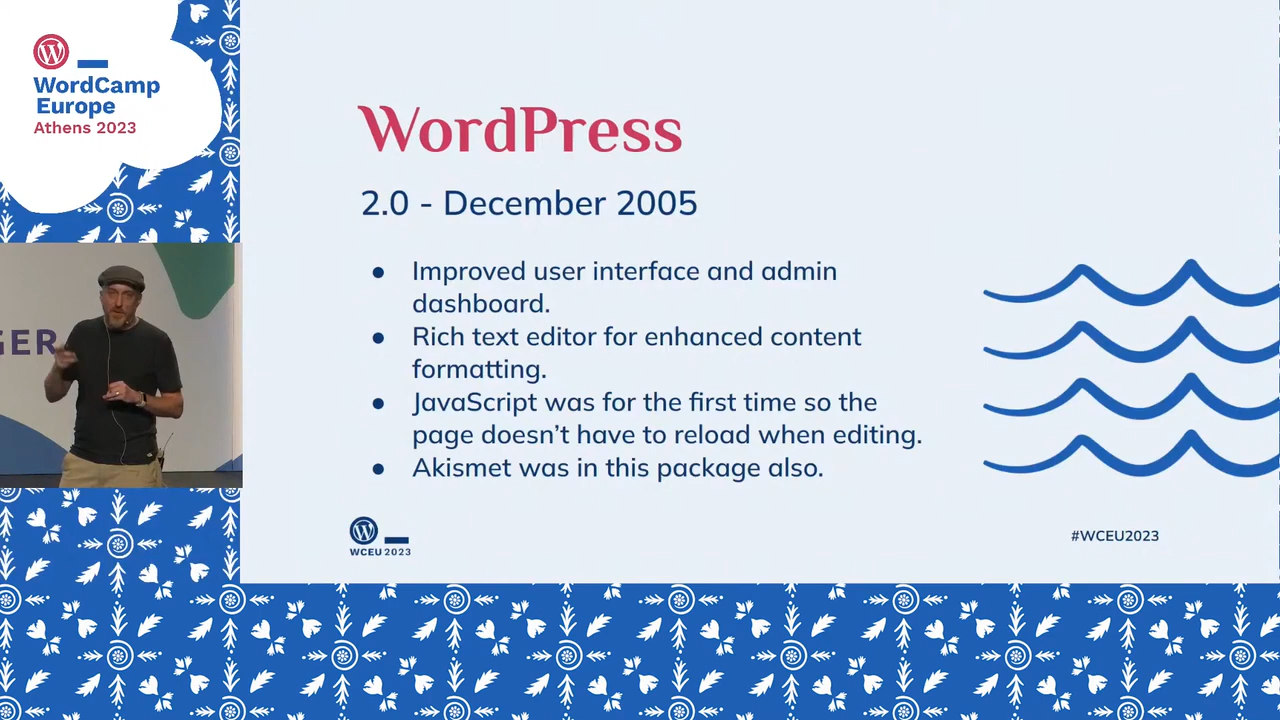 WordCamp
Europe
Athens 2023
GER
WordPress
2.0 - December 2005
● Improved user interface and admin
dashboard.
● Rich text editor for enhanced content
formatting.
● JavaScript was for the first time so the
page doesn’t have to reload when editing.
● Akismet was in this package also.
WCEU 2023
#WCEU2023